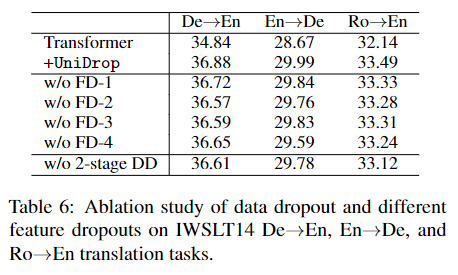 De→En En→De Ro→En
Transformer 34.84 28.67 32.14
+UniDrop 36.88 29.99 33.49
w/o FD-1 36.72 29.84 33.33
w/o FD-2 36.57 29.76 33.28
w/o FD-3 36.59 29.83 33.31
w/o FD-4 36.65 29.59 33.24
w/o 2-stage DD 36.61 29.78 33.12
Table 6: Ablation study of data dropout and different
feature dropouts on IWSLT14 De→En, En→De, and
Ro→En translation tasks.